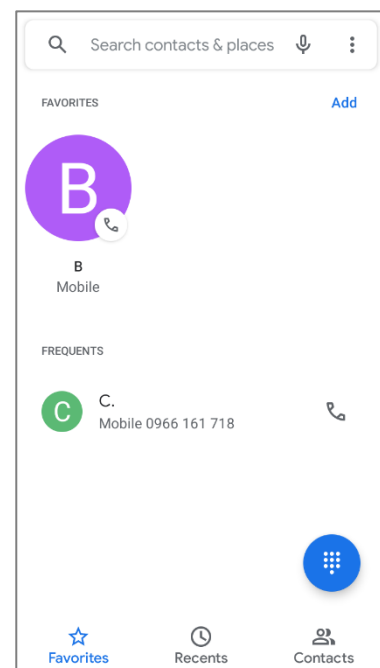 Search contacts & places
FAVORITES Add
B
B
Mobile
FREQUENTS
C
C.
Mobile 0966 161 718
Favorites Recents Contacts